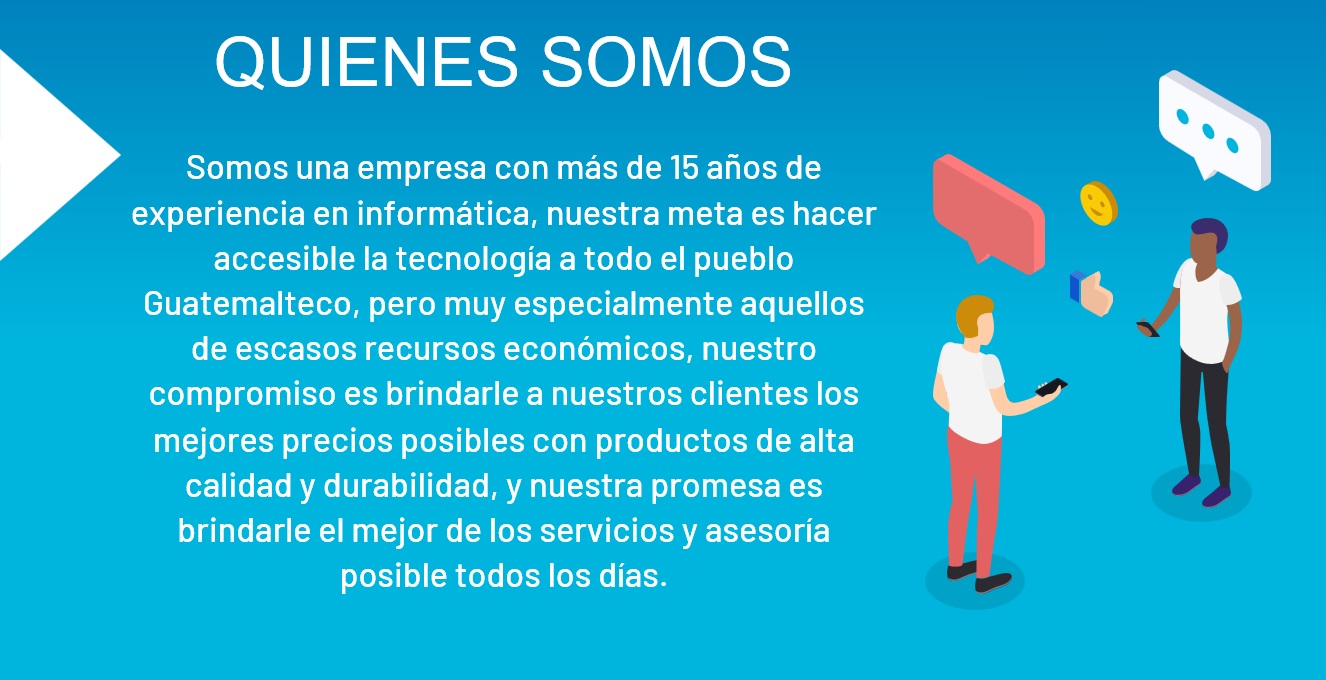 QUIENES SOMOS
Somos una empresa con más de 15 años de
experiencia en informática, nuestra meta es hacer
accesible la tecnología a todo el pueblo
Guatemalteco, pero muy especialmente aquellos
de escasos recursos económicos, nuestro
compromiso es brindarle a nuestros clientes los
mejores precios posibles con productos de alta
calidad y durabilidad, y nuestra promesa es
brindarle el mejor de los servicios y asesoría
posible todos los días.